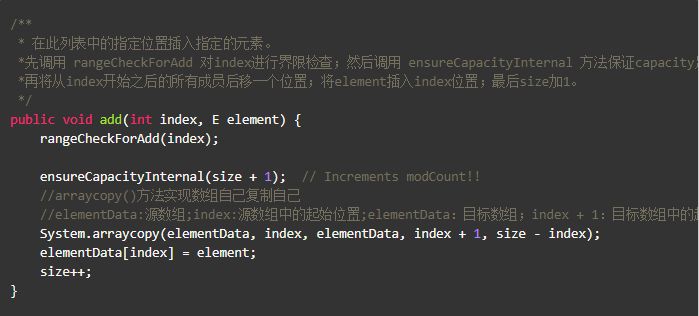 /**
 * 在此列表中的指定位置插入指定的元素。
 *先调用 rangeCheckForAdd 对index进行界限检查；然后调用 ensureCapacityInternal 方法保证capacity
 *再将从index开始之后的所有成员后移一个位置；将element插入index位置；最后size加1。
 */
public void add(int index, E element) {
    rangeCheckForAdd(index);
    ensureCapacityInternal(size + 1);  // Increments modCount!!
    //arraycopy()方法实现数组自己复制自己
    //elementData:源数组;index:源数组中的起始位置;elementData：目标数组；index + 1：目标数组中的
    System.arraycopy(elementData, index, elementData, index + 1, size - index);
    elementData[index] = element;
    size++;
}